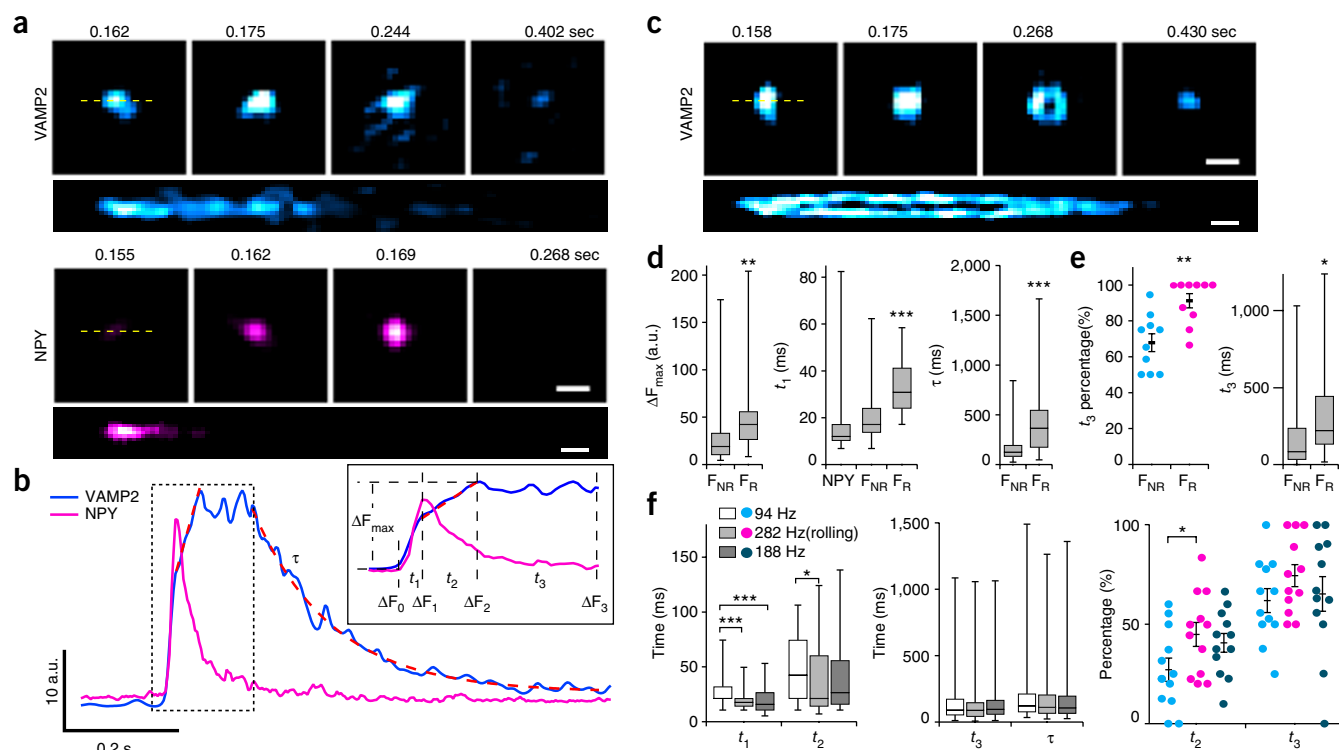 a
0.162 0.175 0.244 0.402 sec
VAMP2
0.155 0.162 0.169 0.268 sec
NPY
c
0.158 0.175 0.268 0.430 sec
VAMP2
b
VAMP2
NPY
τ
10 a.u.
0.2 s
ΔFmax
t1 t2 t3
ΔF0 ΔF1 ΔF2 ΔF3
d
ΔFmax (a.u.)
200
150
100
50
0
**
FNR FR
t1 (ms)
80
60
40
20
0
***
NPY FNR FR
τ (ms)
2,000
1,500
1,000
500
0
***
FNR FR
e
t3 percentage(%)
0
20
40
60
80
100
**
FNR FR
t3 (ms)
1,000
500
0
*
FNR FR
f
94 Hz
282 Hz(rolling)
188 Hz
Time (ms)
150
100
50
0
***
***
*
t1 t2
Time (ms)
1,500
1,000
500
0
t3 τ
Percentage (%)
100
50
0
*
t2 t3